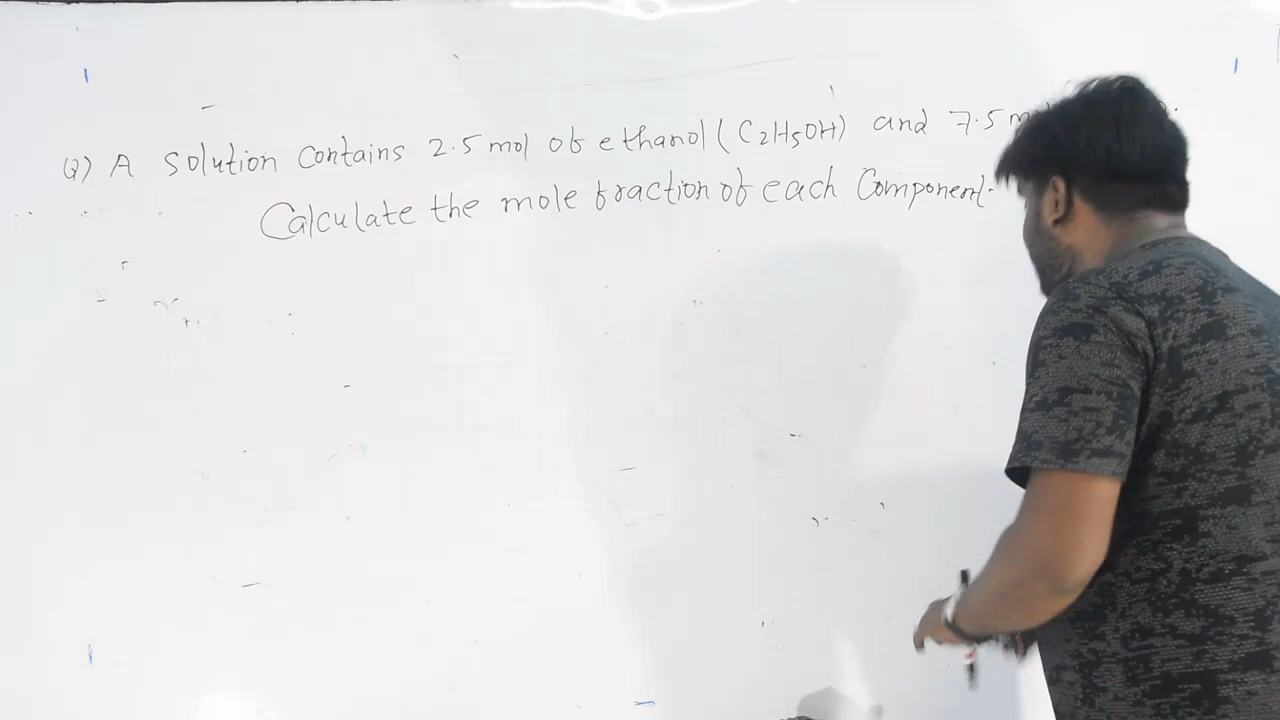 Q) A solution contains 2.5 mol of ethanol (C2H5OH) and 7.5 m
Calculate the mole fraction of each Component.